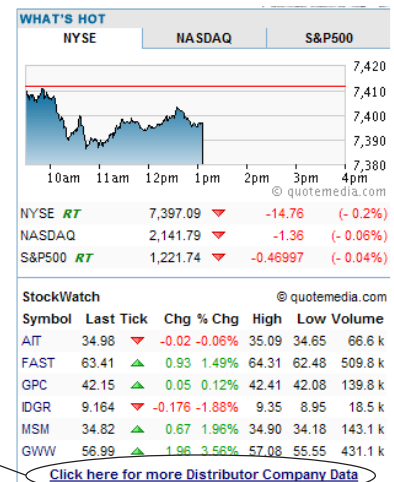 WHAT'S HOT
NYSE NASDAQ S&P500
7,420
7,410
7,400
7,390
7,380
10am 11am 12pm 1pm 2pm 3pm 4pm
© quotemedia.com
NYSE RT 7,397.09 -14.76 (- 0.2%)
NASDAQ 2,141.79 -1.36 (- 0.06%)
S&P500 RT 1,221.74 -0.46997 (- 0.04%)
StockWatch © quotemedia.com
Symbol Last Tick Chg % Chg High Low Volume
AIT 34.98 -0.02 -0.06% 35.09 34.65 66.6 k
FAST 63.41 0.93 1.49% 64.31 62.48 509.8 k
GPC 42.15 0.05 0.12% 42.41 42.08 139.8 k
IDGR 9.164 -0.176 -1.88% 9.35 8.95 18.5 k
MSM 34.82 0.67 1.96% 34.90 34.18 143.1 k
GWW 56.99 1.96 3.56% 57.08 55.55 431.1 k
Click here for more Distributor Company Data